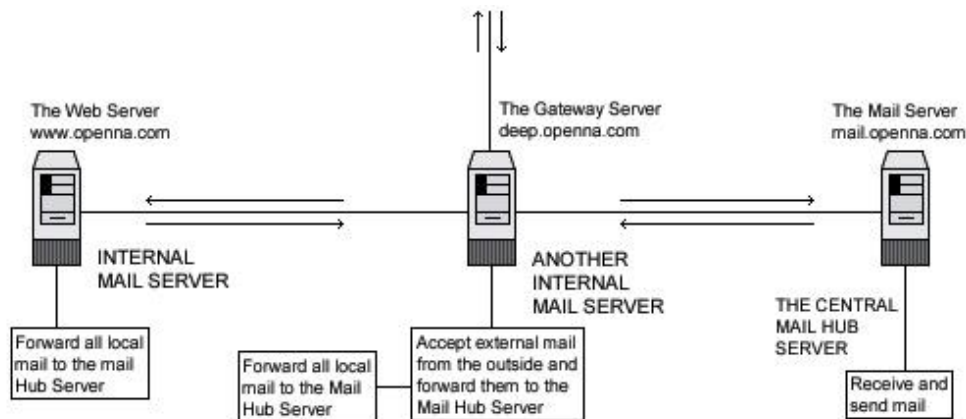 The Web Server
www.openna.com
The Gateway Server
deep.openna.com
The Mail Server
mail.openna.com
INTERNAL
MAIL SERVER
ANOTHER
INTERNAL
MAIL SERVER
THE CENTRAL
MAIL HUB
SERVER
Forward all local
mail to the mail
Hub Server
Forward all local
mail to the Mail
Hub Server
Accept external mail
from the outside and
forward them to the
Mail Hub Server
Receive and
send mail